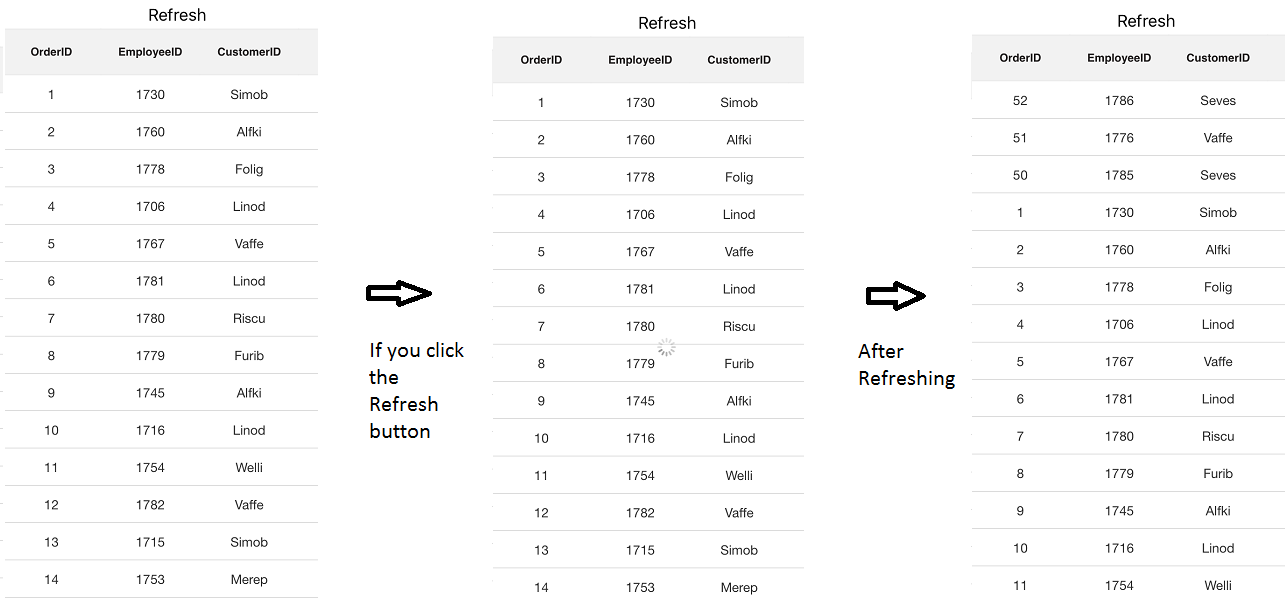 Refresh
OrderID EmployeeID CustomerID
1 1730 Simob
2 1760 Alfki
3 1778 Folig
4 1706 Linod
5 1767 Vaffe
6 1781 Linod
7 1780 Riscu
8 1779 Furib
9 1745 Alfki
10 1716 Linod
11 1754 Welli
12 1782 Vaffe
13 1715 Simob
14 1753 Merep
If you click
the
Refresh
button
Refresh
OrderID EmployeeID CustomerID
1 1730 Simob
2 1760 Alfki
3 1778 Folig
4 1706 Linod
5 1767 Vaffe
6 1781 Linod
7 1780 Riscu
8 1779 Furib
9 1745 Alfki
10 1716 Linod
11 1754 Welli
12 1782 Vaffe
13 1715 Simob
14 1753 Merep
After
Refreshing
Refresh
OrderID EmployeeID CustomerID
52 1786 Seves
51 1776 Vaffe
50 1785 Seves
1 1730 Simob
2 1760 Alfki
3 1778 Folig
4 1706 Linod
5 1767 Vaffe
6 1781 Linod
7 1780 Riscu
8 1779 Furib
9 1745 Alfki
10 1716 Linod
11 1754 Welli